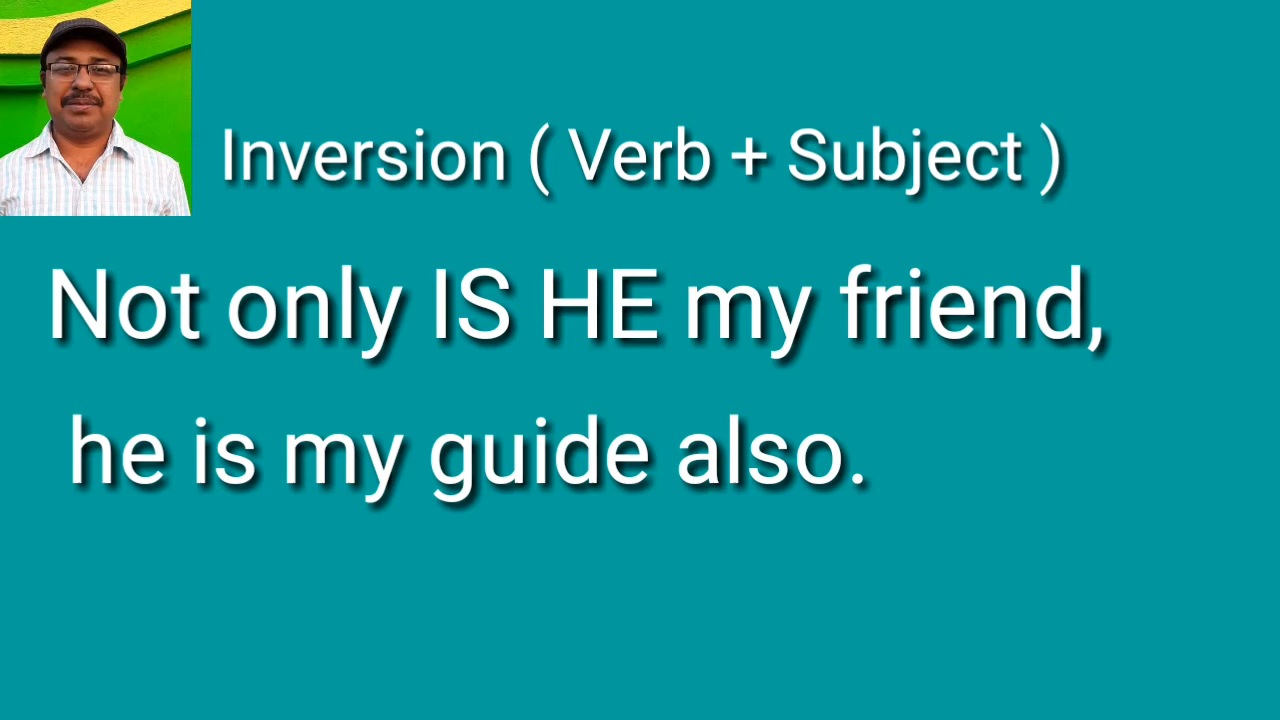 Inversion ( Verb + Subject )
Not only IS HE my friend,
he is my guide also.